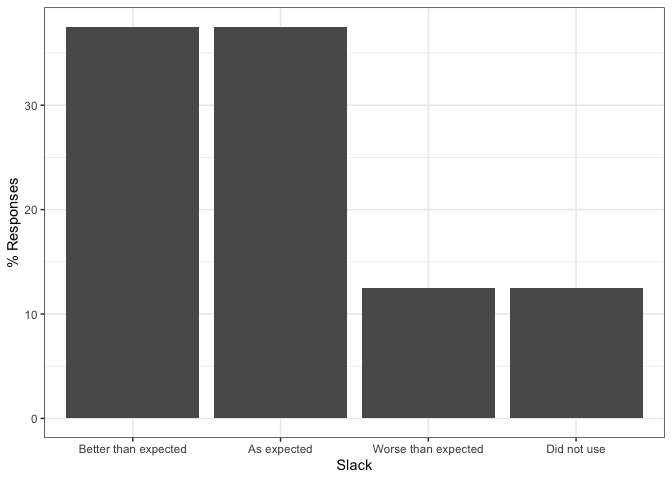 % Responses
30
20
10
0
Better than expected As expected Worse than expected Did not use
Slack